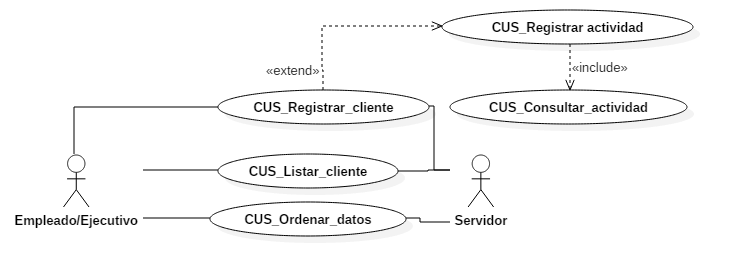 CUS_Registrar actividad
«extend»
«include»
CUS_Registrar_cliente
CUS_Consultar_actividad
CUS_Listar_cliente
Empleado/Ejecutivo
CUS_Ordenar_datos
Servidor